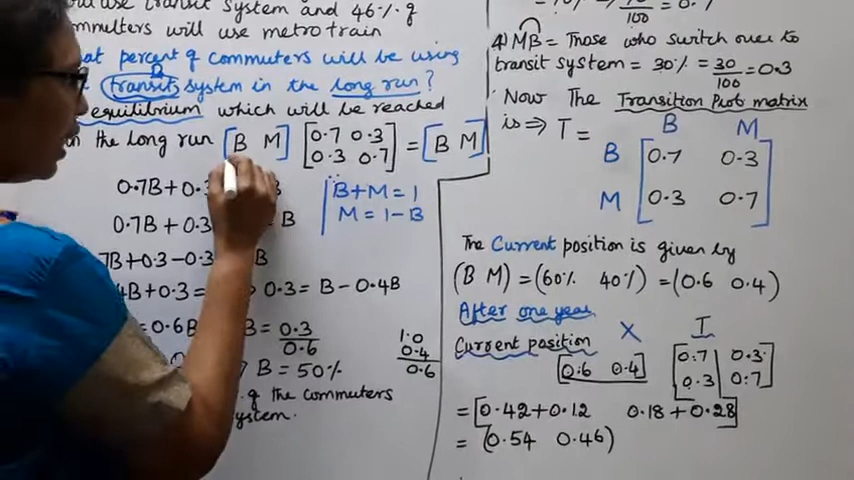 use transit system and 46% of
commulters will use metro train
at percent of commuters will be using
B
transit system in the long run?
equilibrium which will be reached
the long run [B M] [0.7 0.3
0.3 0.7] = [B M]
0.7B+0.
B+M=1
0.7B+0.3 = B
M=1-B
7B+0.3-0.3 B
4B+0.3= 0.3 = B-0.4B
=0.6B B = 0.3/0.6
1.0
0.4
0.6
B = 50%
of the commuters
system.
100
4) MB = Those who switch over to
transit system = 30% = 30/100 = 0.3
Now The Transition Prob matrix
is ⇒ T =
B M
B [0.7 0.3
M 0.3 0.7]
The Current position is given by
(B M) = (60% 40%) = (0.6 0.4)
After one year
Current position X T
[0.6 0.4] [0.7 0.3
0.3 0.7]
= [0.42+0.12 0.18+0.28]
= (0.54 0.46)